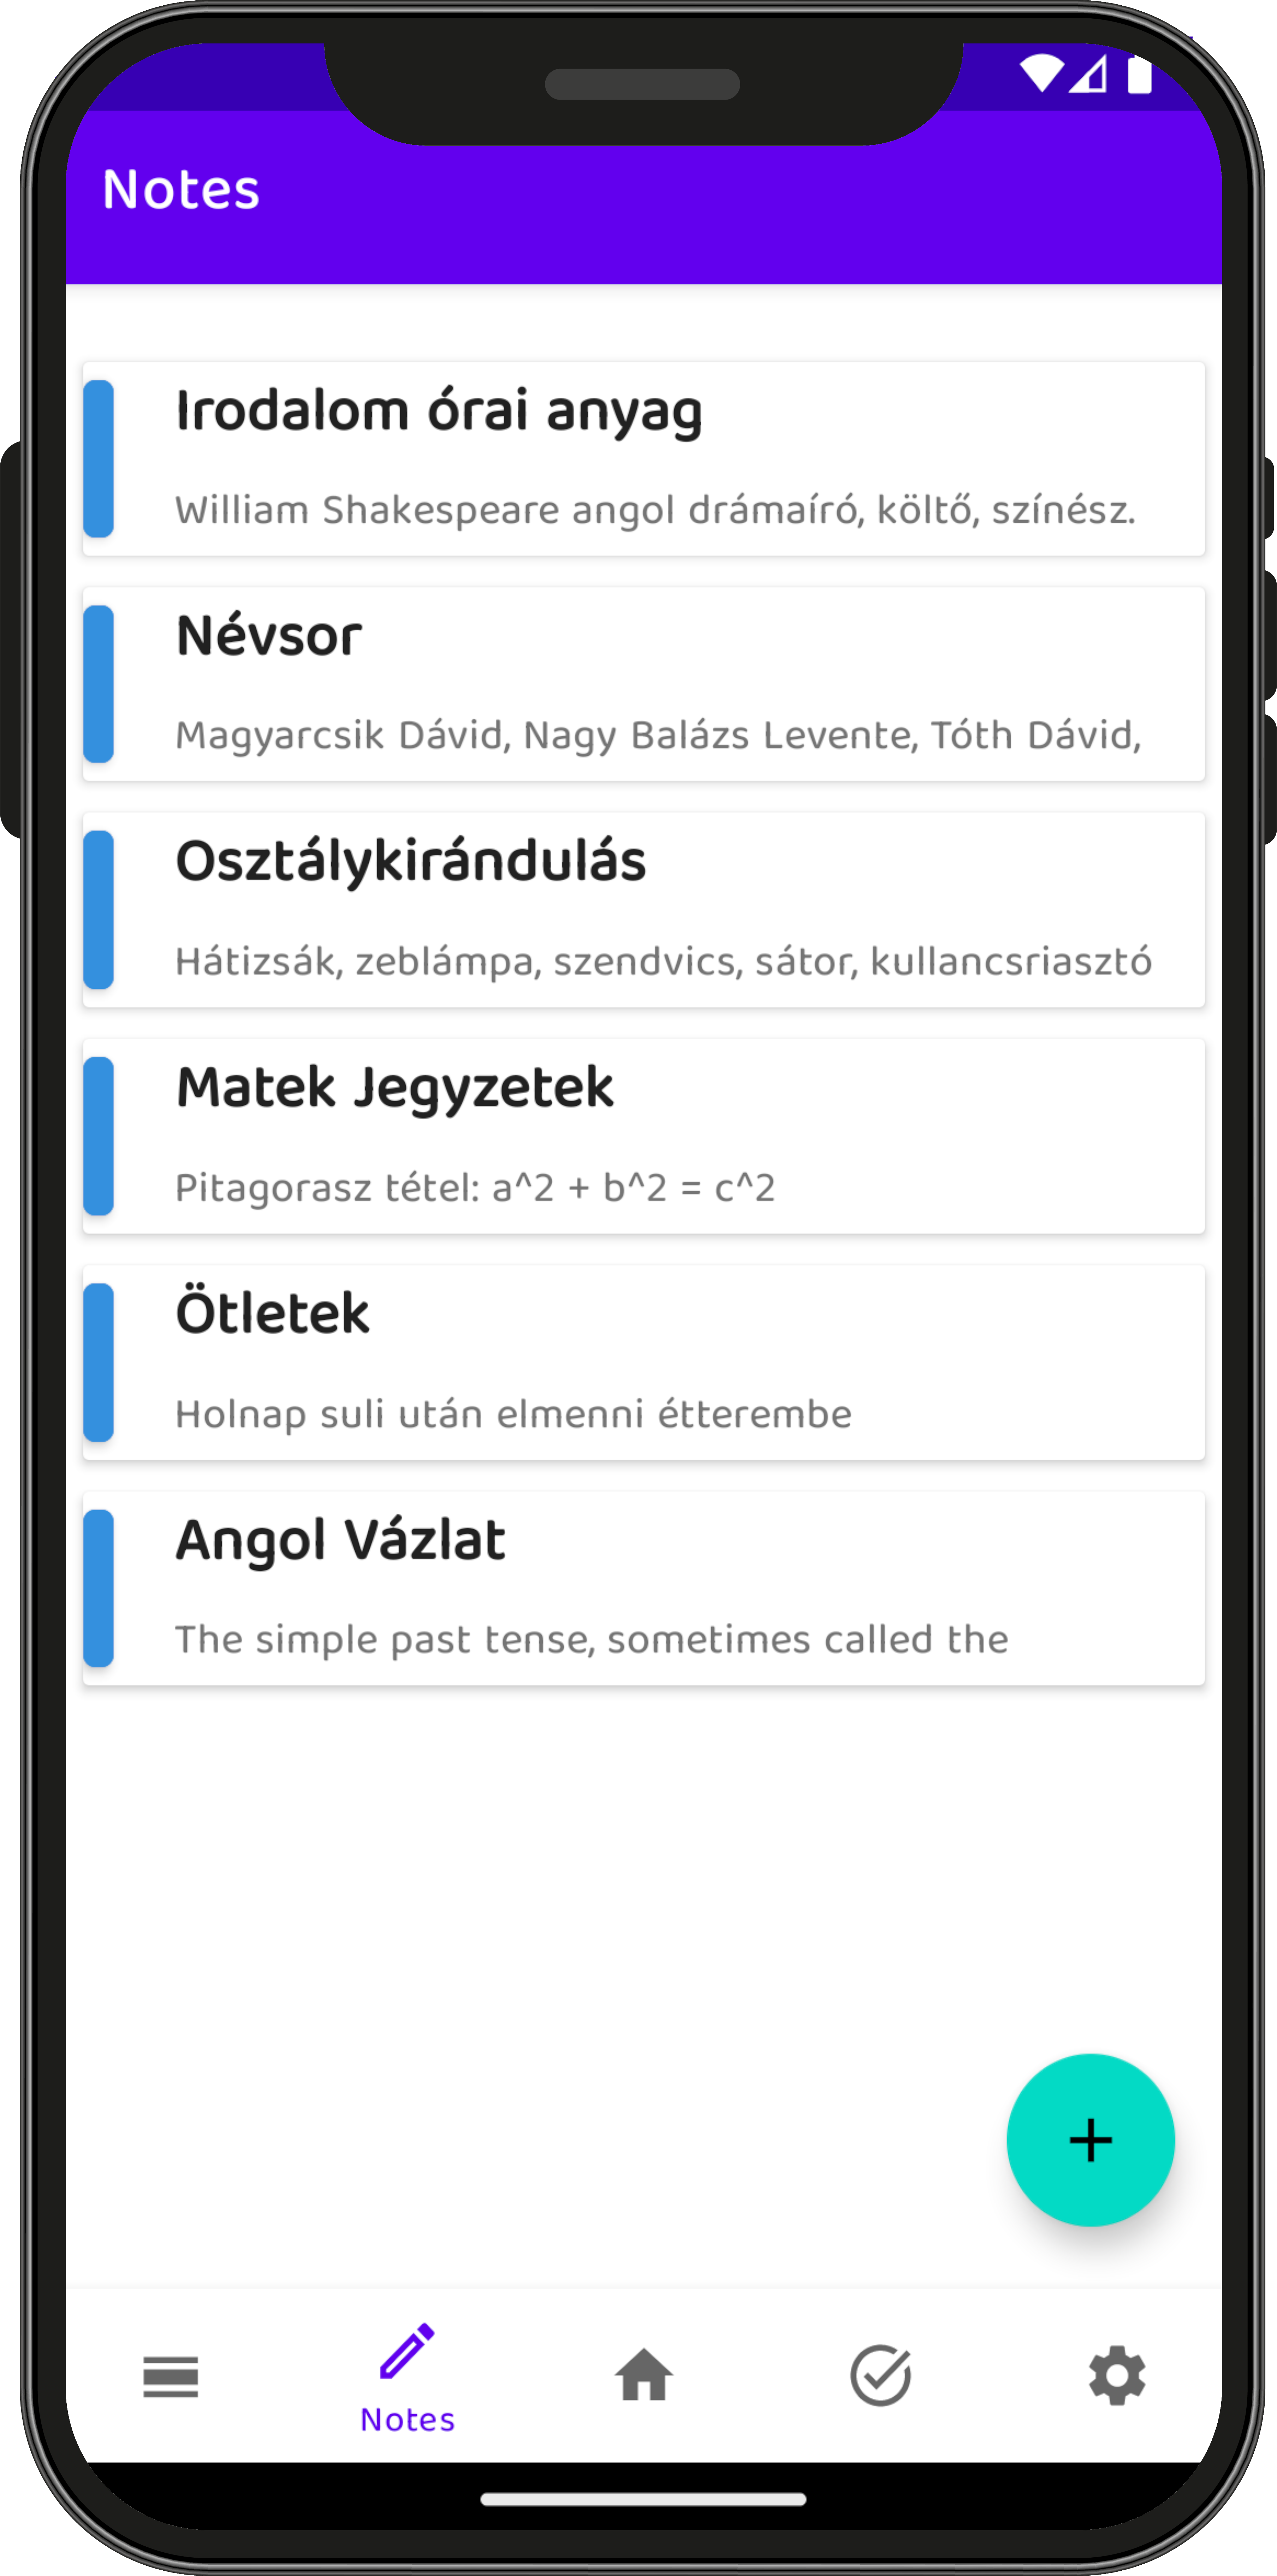 Notes
Irodalom órai anyag
William Shakespeare angol drámaíró, költő, színész.
Névsor
Magyarcsik Dávid, Nagy Balázs Levente, Tóth Dávid,
Osztálykirándulás
Hátizsák, zeblámpa, szendvics, sátor, kullancsriasztó
Matek Jegyzetek
Pitagorasz tétel: a^2 + b^2 = c^2
Ötletek
Holnap suli után elmenni étterembe
Angol Vázlat
The simple past tense, sometimes called the
+
Notes